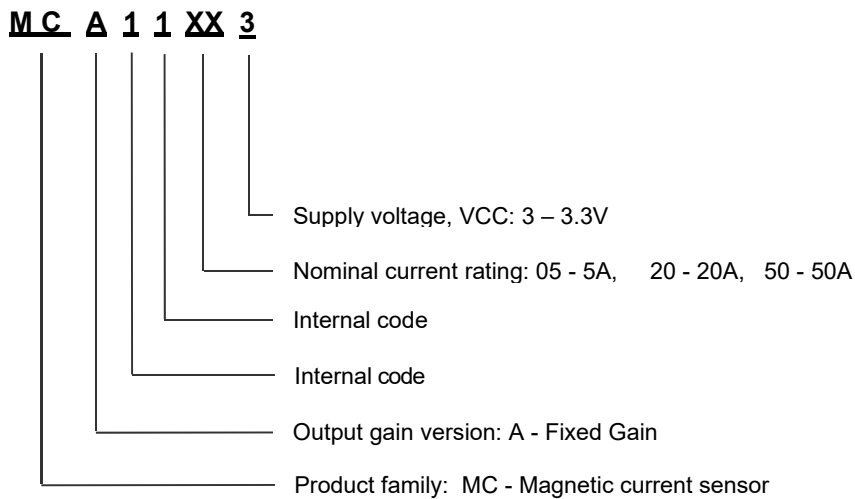 M C A 1 1 XX 3
Supply voltage, VCC: 3 – 3.3V
Nominal current rating: 05 - 5A, 20 - 20A, 50 - 50A
Internal code
Internal code
Output gain version: A - Fixed Gain
Product family: MC - Magnetic current sensor